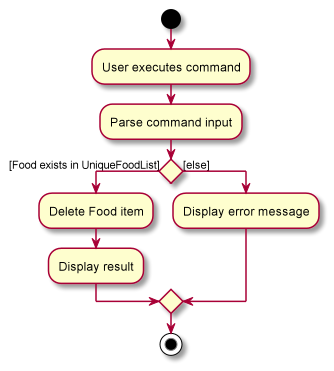 User executes command
Parse command input
[Food exists in UniqueFoodList]
[else]
Delete Food item
Display error message
Display result